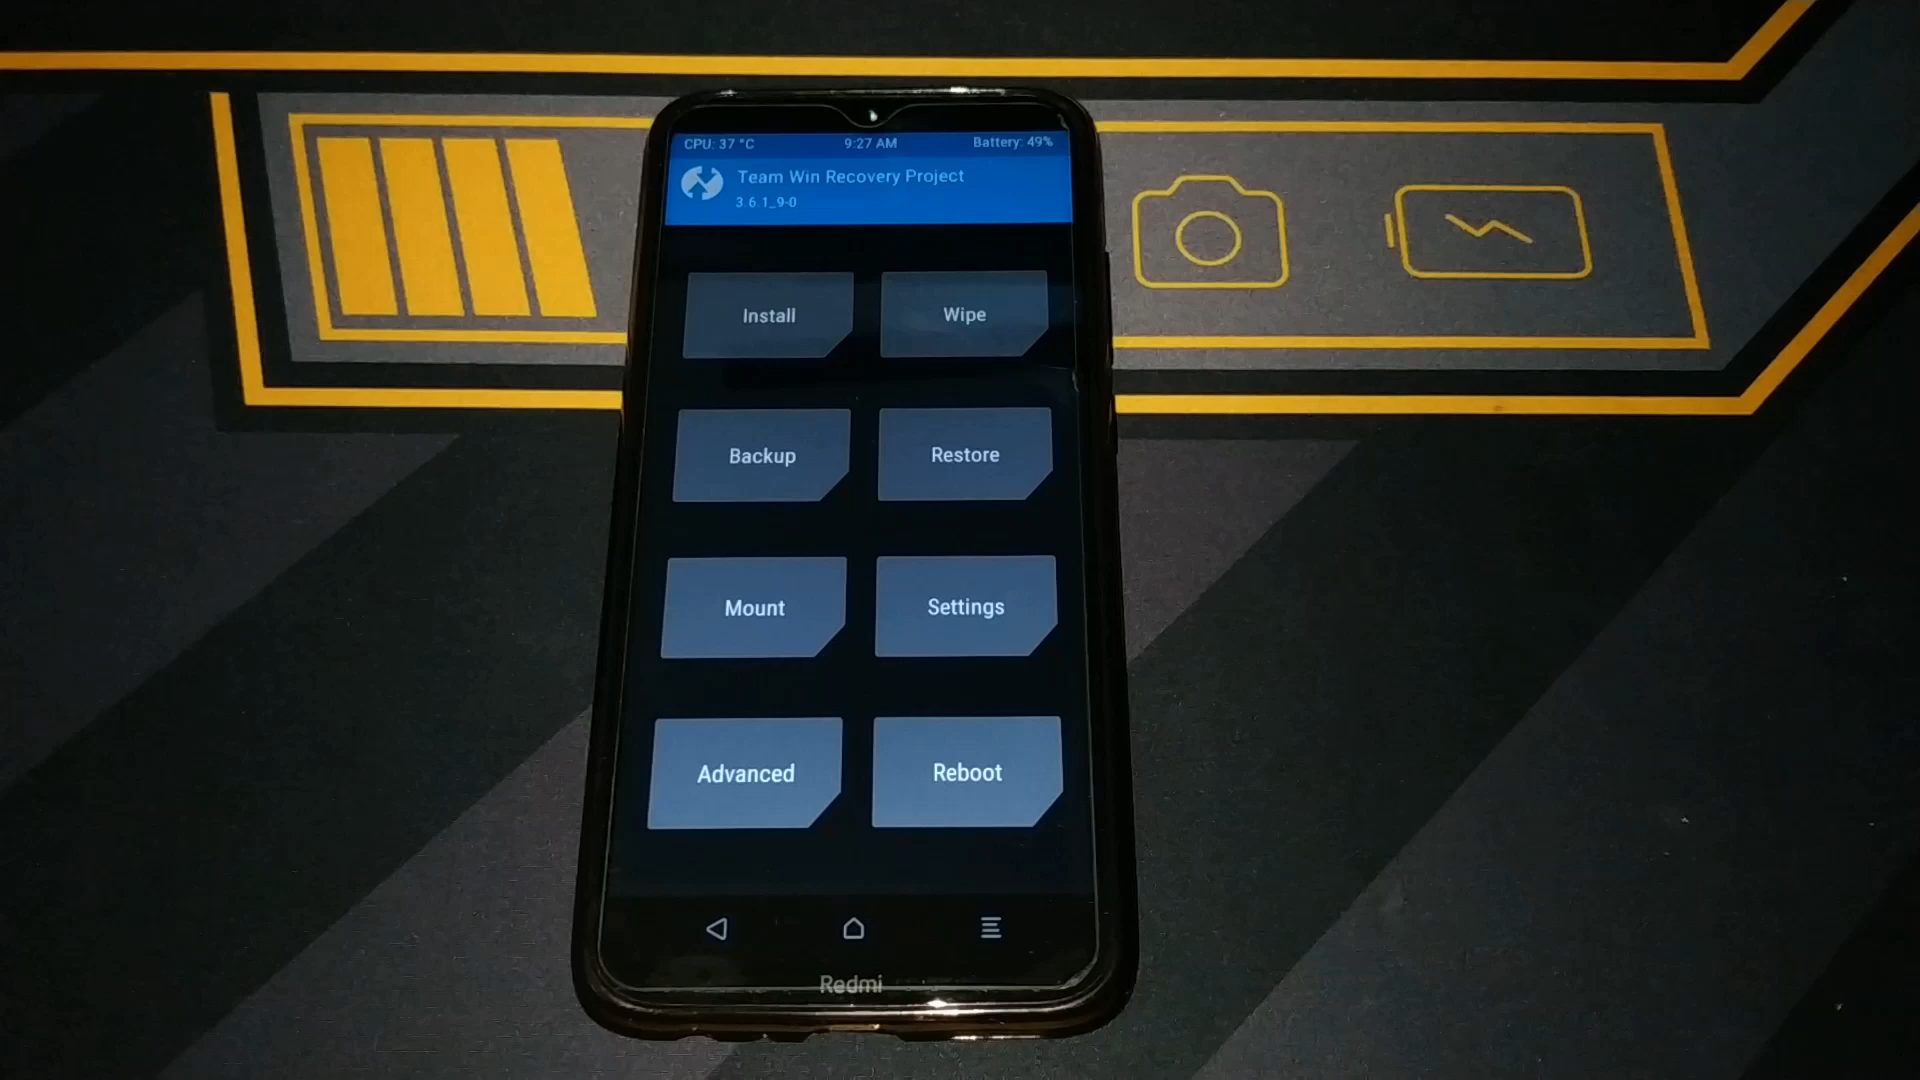 CPU: 37 °C 9:27 AM Battery: 49%
Team Win Recovery Project
3.6.1_9-0
Install Wipe
Backup Restore
Mount Settings
Advanced Reboot
Redmi